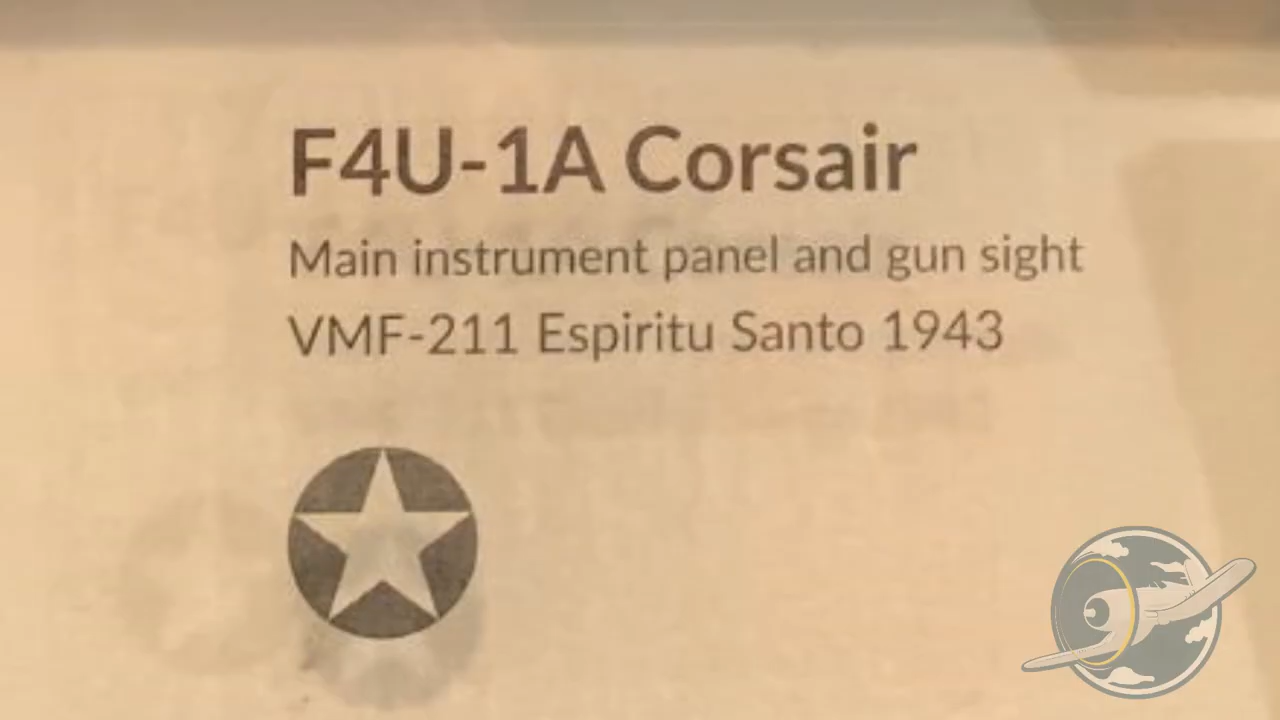 F4U-1A Corsair
Main instrument panel and gun sight
VMF-211 Espiritu Santo 1943